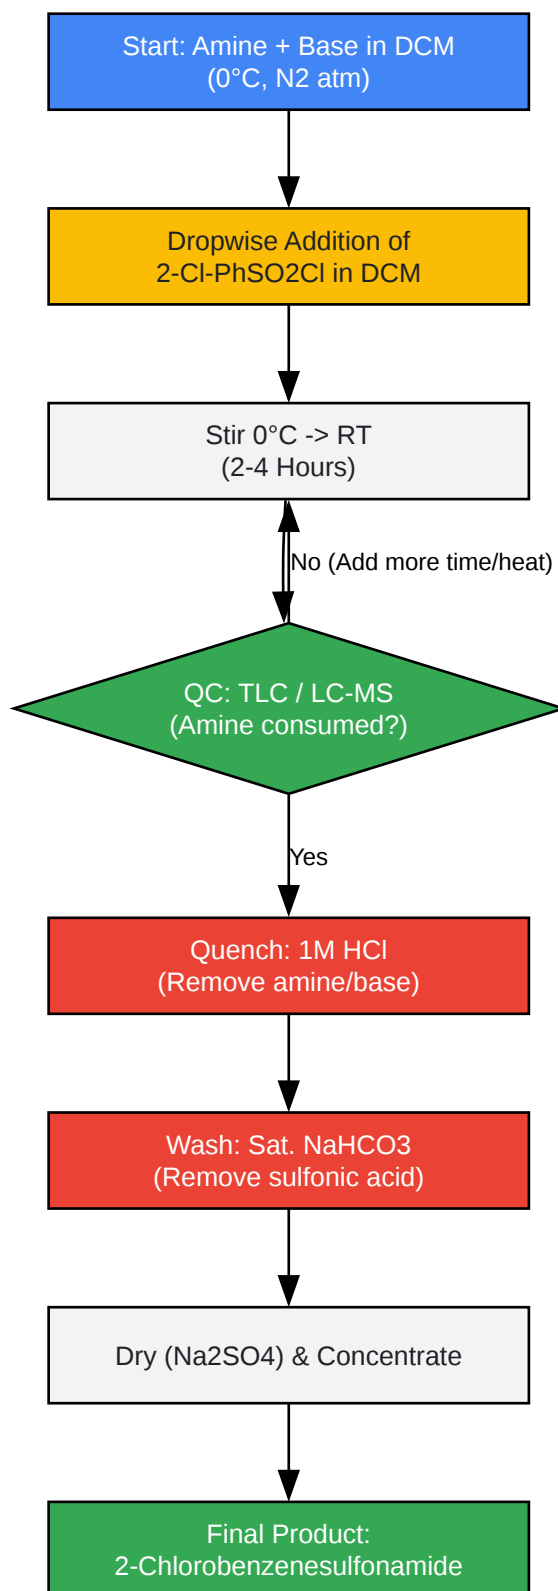 Start: Amine + Base in DCM
(0°C, N2 atm)
Dropwise Addition of
2-Cl-PhSO2Cl in DCM
Stir 0°C -> RT
(2-4 Hours)
No (Add more time/heat)
QC: TLC / LC-MS
(Amine consumed?)
Yes
Quench: 1M HCl
(Remove amine/base)
Wash: Sat. NaHCO3
(Remove sulfonic acid)
Dry (Na2SO4) & Concentrate
Final Product:
2-Chlorobenzenesulfonamide